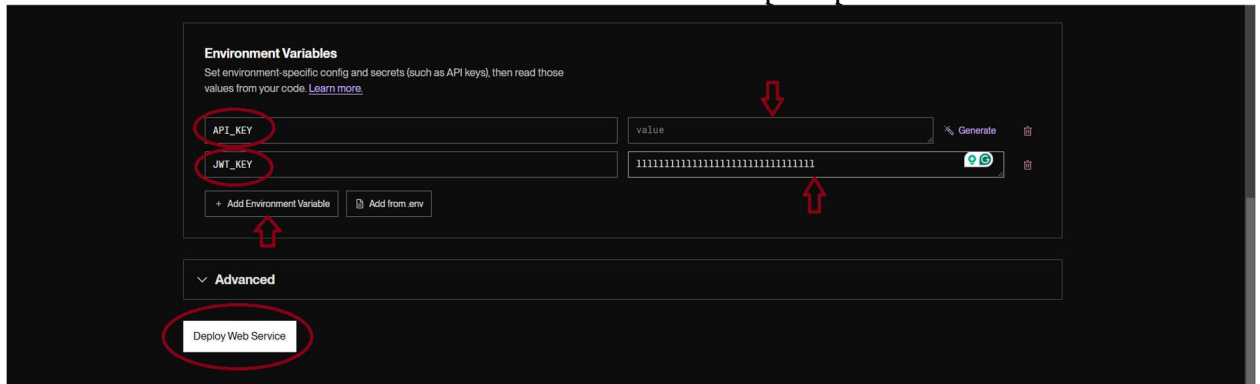 Environment Variables
Set environment-specific config and secrets (such as API keys), then read those
values from your code. Learn more.
API_KEY value Generate
JWT_KEY
+ Add Environment Variable Add from .env
Advanced
Deploy Web Service